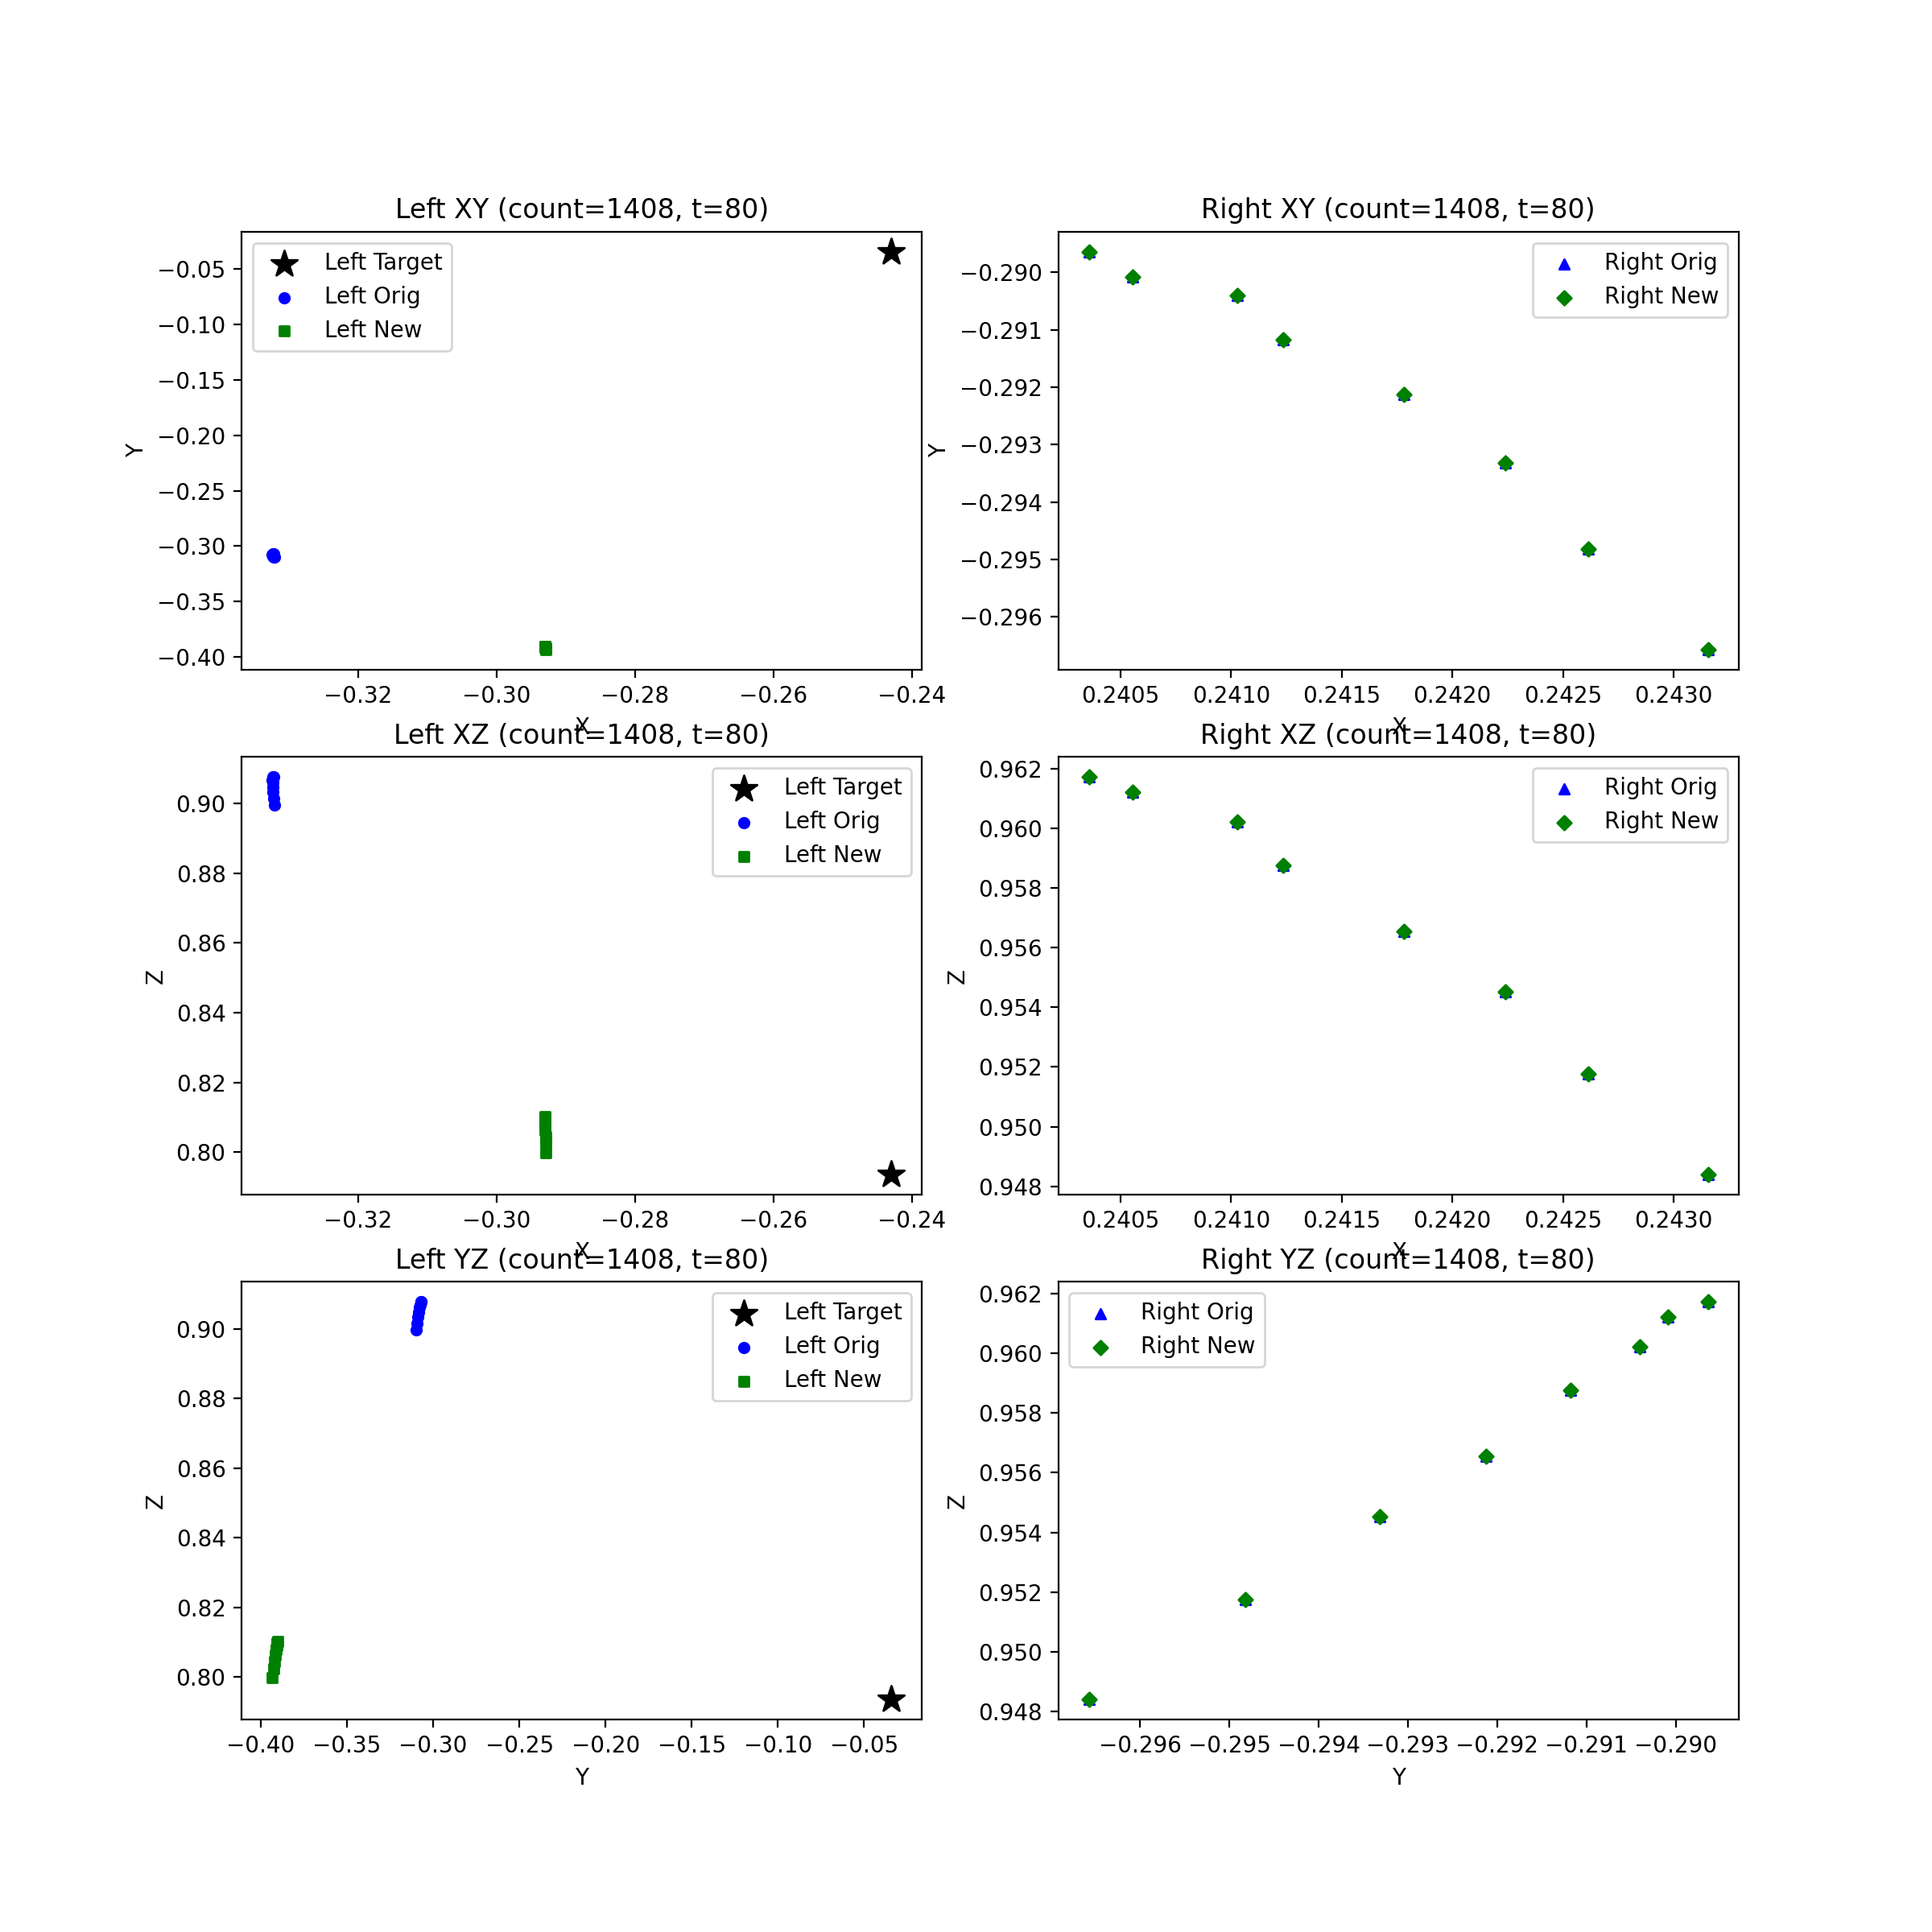 Left XY (count=1408, t=80)
Left Target
Left Orig
Left New
−0.05
−0.10
−0.15
−0.20
−0.25
−0.30
−0.35
−0.40
Y
−0.32 −0.30 −0.28 −0.26 −0.24
X
Right XY (count=1408, t=80)
Right Orig
Right New
−0.290
−0.291
−0.292
−0.293
−0.294
−0.295
−0.296
Y
0.2405 0.2410 0.2415 0.2420 0.2425 0.2430
X
Left XZ (count=1408, t=80)
Left Target
Left Orig
Left New
0.90
0.88
0.86
0.84
0.82
0.80
Z
−0.32 −0.30 −0.28 −0.26 −0.24
X
Right XZ (count=1408, t=80)
Right Orig
Right New
0.962
0.960
0.958
0.956
0.954
0.952
0.950
0.948
Z
0.2405 0.2410 0.2415 0.2420 0.2425 0.2430
X
Left YZ (count=1408, t=80)
Left Target
Left Orig
Left New
0.90
0.88
0.86
0.84
0.82
0.80
Z
−0.40 −0.35 −0.30 −0.25 −0.20 −0.15 −0.10 −0.05
Y
Right YZ (count=1408, t=80)
Right Orig
Right New
0.962
0.960
0.958
0.956
0.954
0.952
0.950
0.948
Z
−0.296 −0.295 −0.294 −0.293 −0.292 −0.291 −0.290
Y